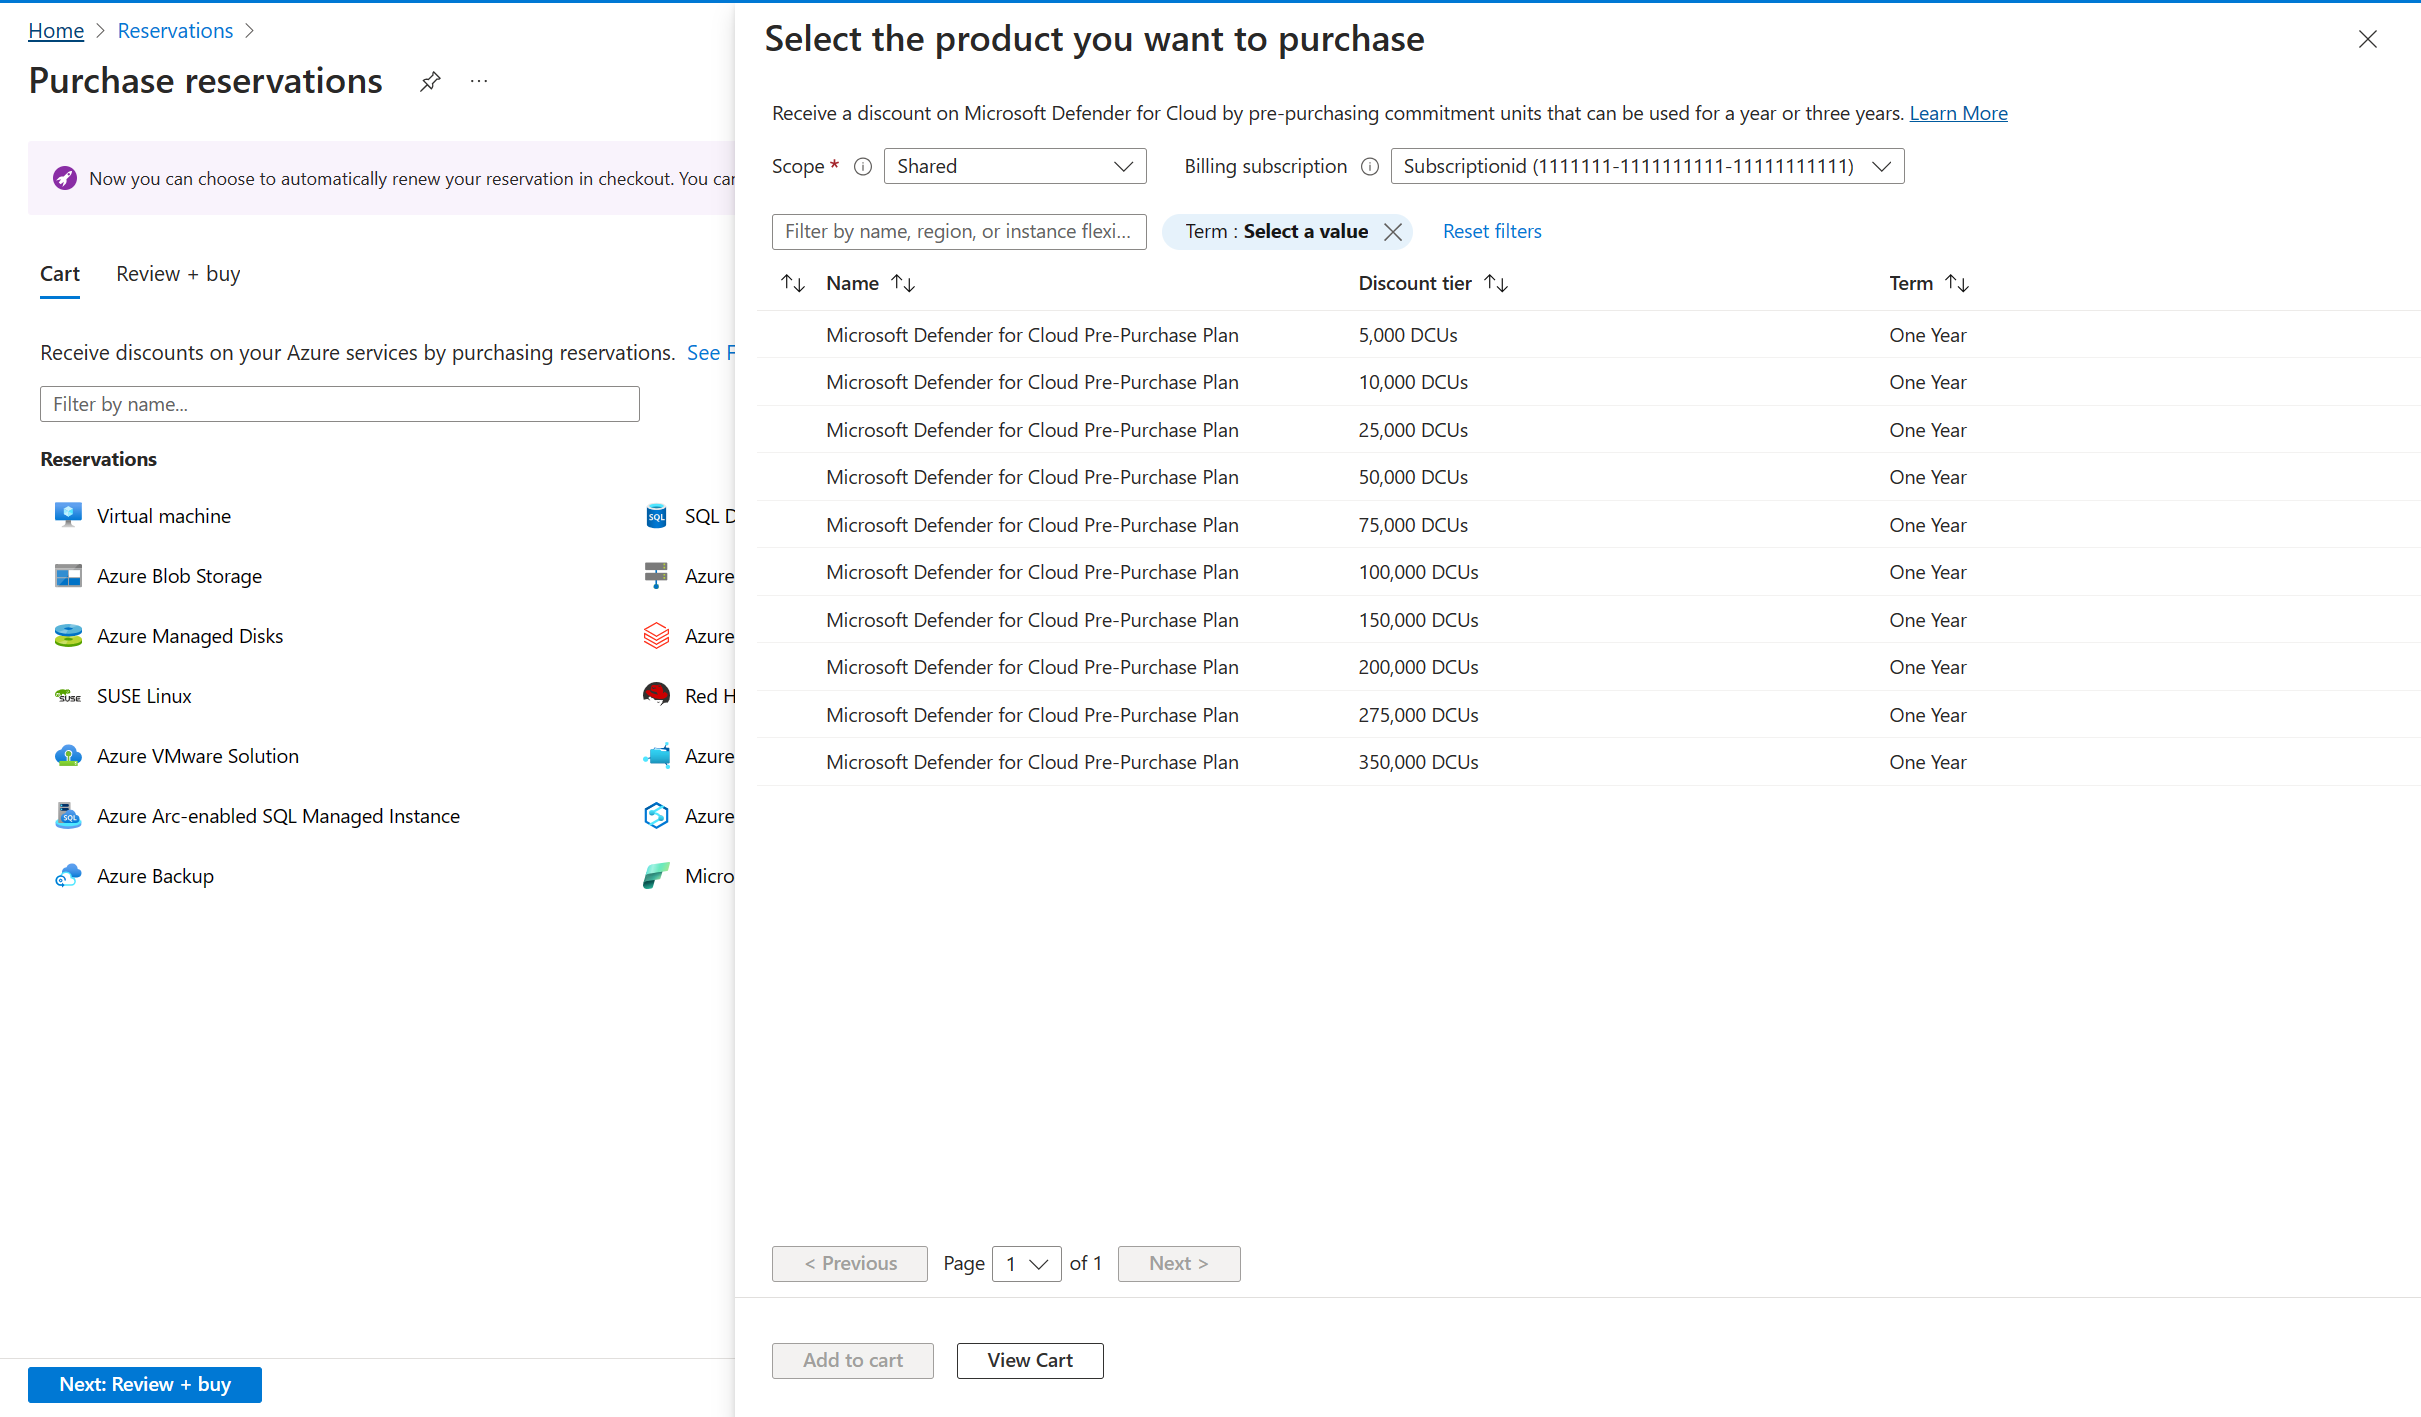 Home > Reservations >
Purchase reservations
Now you can choose to automatically renew your reservation in checkout. You can
Cart Review + buy
Receive discounts on your Azure services by purchasing reservations. See F
Filter by name...
Reservations
Virtual machine SQL D
Azure Blob Storage Azure
Azure Managed Disks Azure
SUSE Linux Red H
Azure VMware Solution Azure
Azure Arc-enabled SQL Managed Instance Azure
Azure Backup Micro
Next: Review + buy
Select the product you want to purchase
Receive a discount on Microsoft Defender for Cloud by pre-purchasing commitment units that can be used for a year or three years. Learn More
Scope * Shared Billing subscription Subscriptionid (1111111-1111111111-11111111111)
Filter by name, region, or instance flexi... Term : Select a value Reset filters
Name Discount tier Term
Microsoft Defender for Cloud Pre-Purchase Plan 5,000 DCUs One Year
Microsoft Defender for Cloud Pre-Purchase Plan 10,000 DCUs One Year
Microsoft Defender for Cloud Pre-Purchase Plan 25,000 DCUs One Year
Microsoft Defender for Cloud Pre-Purchase Plan 50,000 DCUs One Year
Microsoft Defender for Cloud Pre-Purchase Plan 75,000 DCUs One Year
Microsoft Defender for Cloud Pre-Purchase Plan 100,000 DCUs One Year
Microsoft Defender for Cloud Pre-Purchase Plan 150,000 DCUs One Year
Microsoft Defender for Cloud Pre-Purchase Plan 200,000 DCUs One Year
Microsoft Defender for Cloud Pre-Purchase Plan 275,000 DCUs One Year
Microsoft Defender for Cloud Pre-Purchase Plan 350,000 DCUs One Year
< Previous Page 1 of 1 Next >
Add to cart View Cart